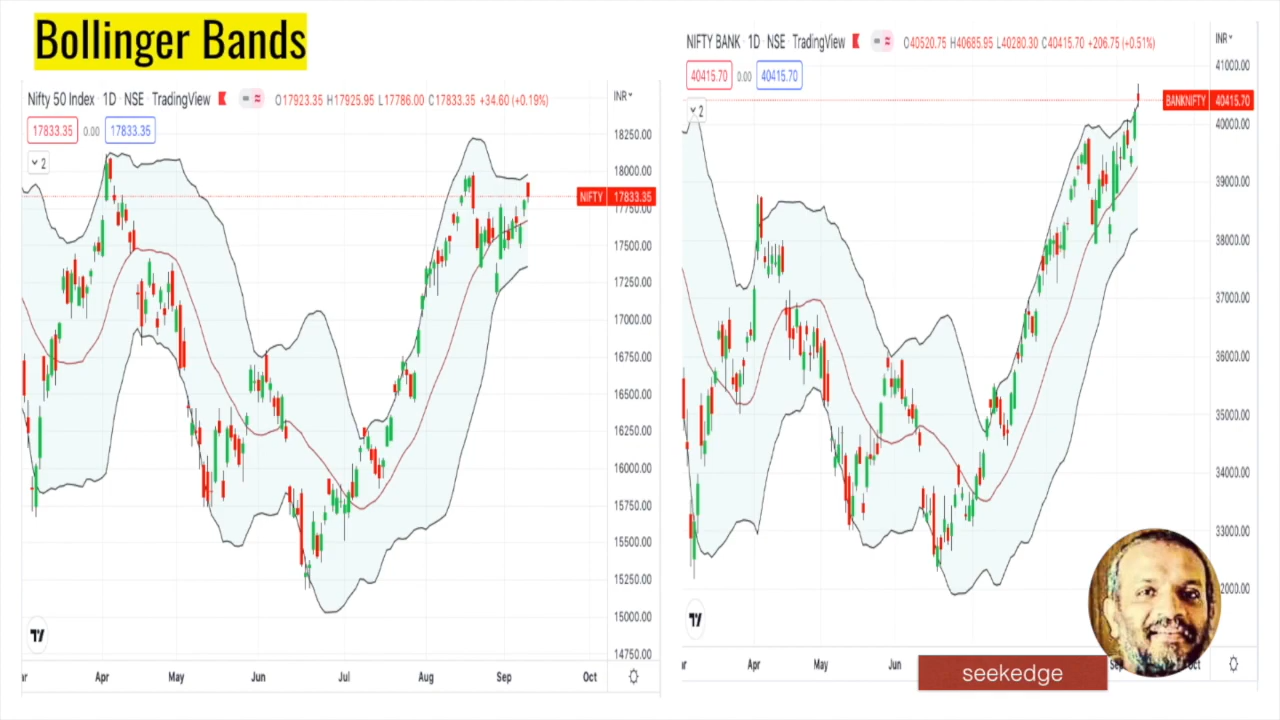 Bollinger Bands
Nifty 50 Index 1D NSE TradingView O17923.35 H17925.95 L17786.00 C17833.35 +34.60 (+0.19%)
INR
17833.35 0.00 17833.35
2
18250.00
18000.00
NIFTY 17833.35
17750.00
17500.00
17250.00
17000.00
16750.00
16500.00
16250.00
16000.00
15750.00
15500.00
15250.00
15000.00
14750.00
Apr May Jun Jul Aug Sep Oct
NIFTY BANK 1D NSE TradingView O40520.75 H40685.95 L40280.30 C40415.70 +206.75 (+0.51%)
INR
41000.00
40415.70 0.00 40415.70
2
BANKNIFTY 40415.70
40000.00
39000.00
38000.00
37000.00
36000.00
35000.00
34000.00
33000.00
Apr May Jun
seekedge